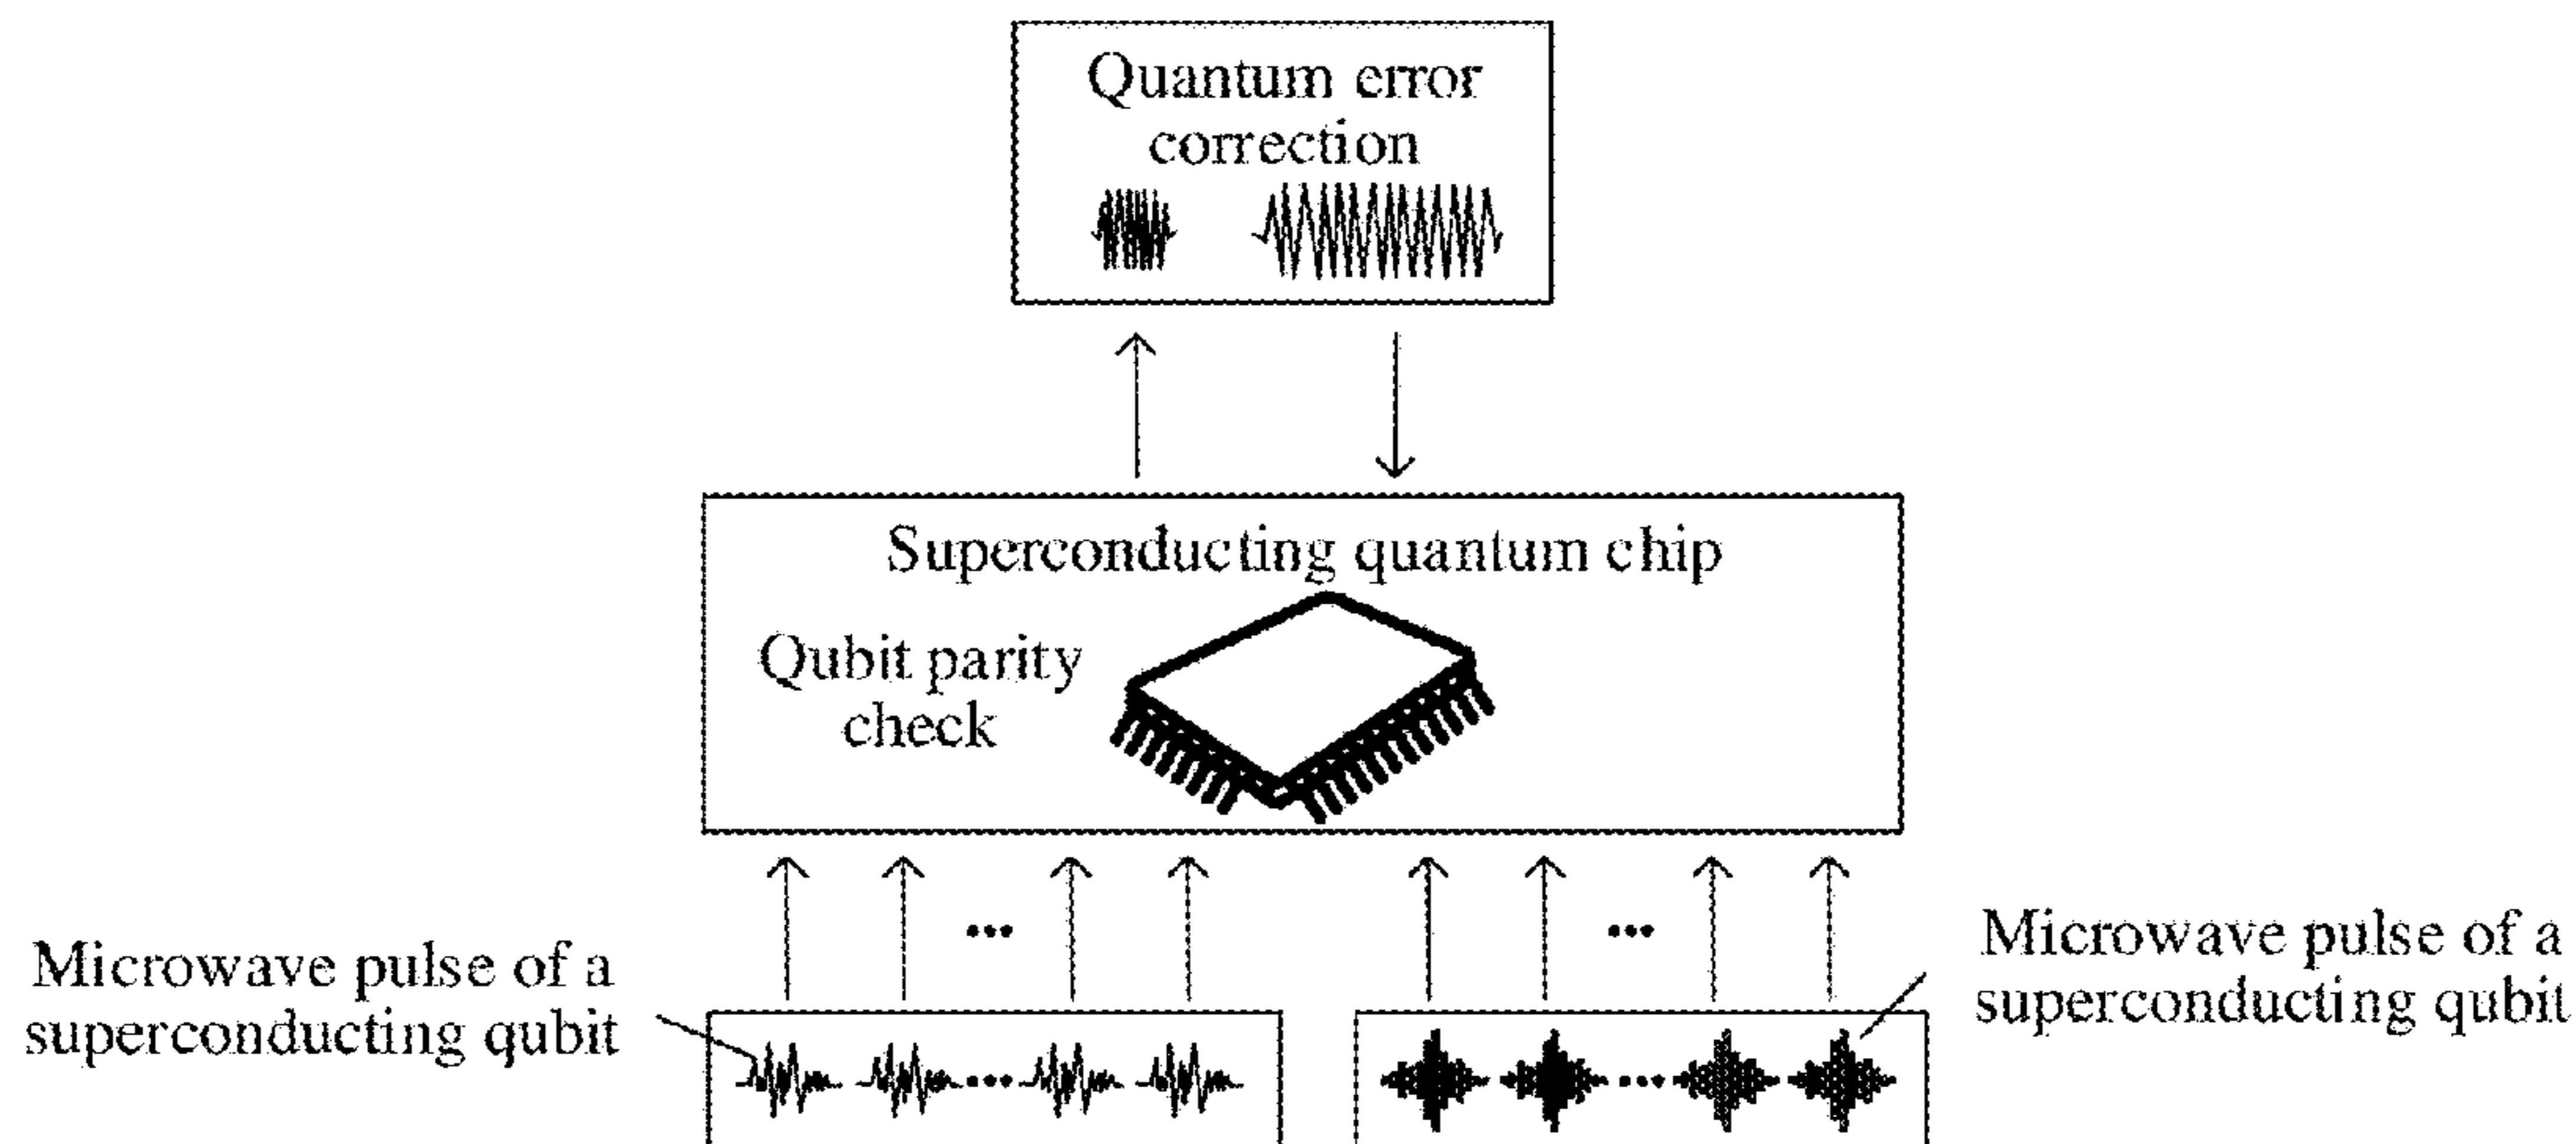 Quantum error
correction
Superconducting quantum chip
Qubit parity
check
Microwave pulse of a
superconducting qubit
Microwave pulse of a
superconducting qubit